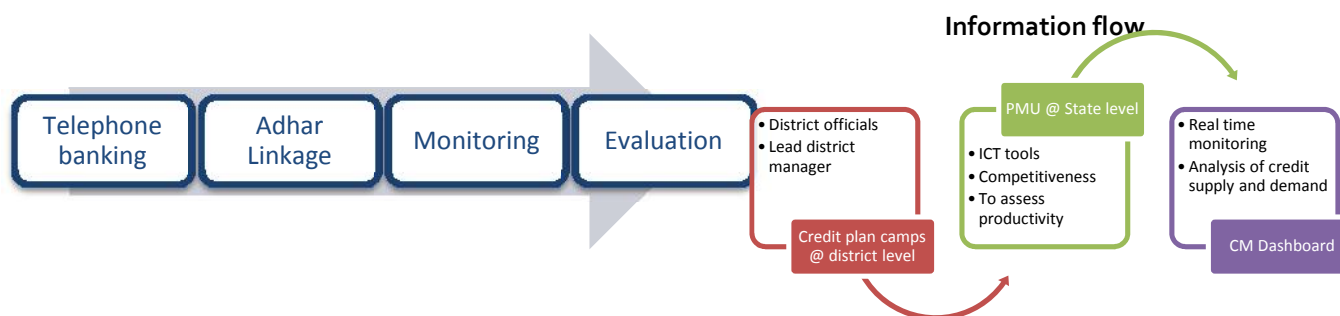 Information flow
Telephone
banking
Adhar
Linkage
Monitoring
Evaluation
• District officials
• Lead district
manager
Credit plan camps
@ district level
PMU @ State level
• ICT tools
• Competitiveness
• To assess
productivity
• Real time
monitoring
• Analysis of credit
supply and demand
CM Dashboard